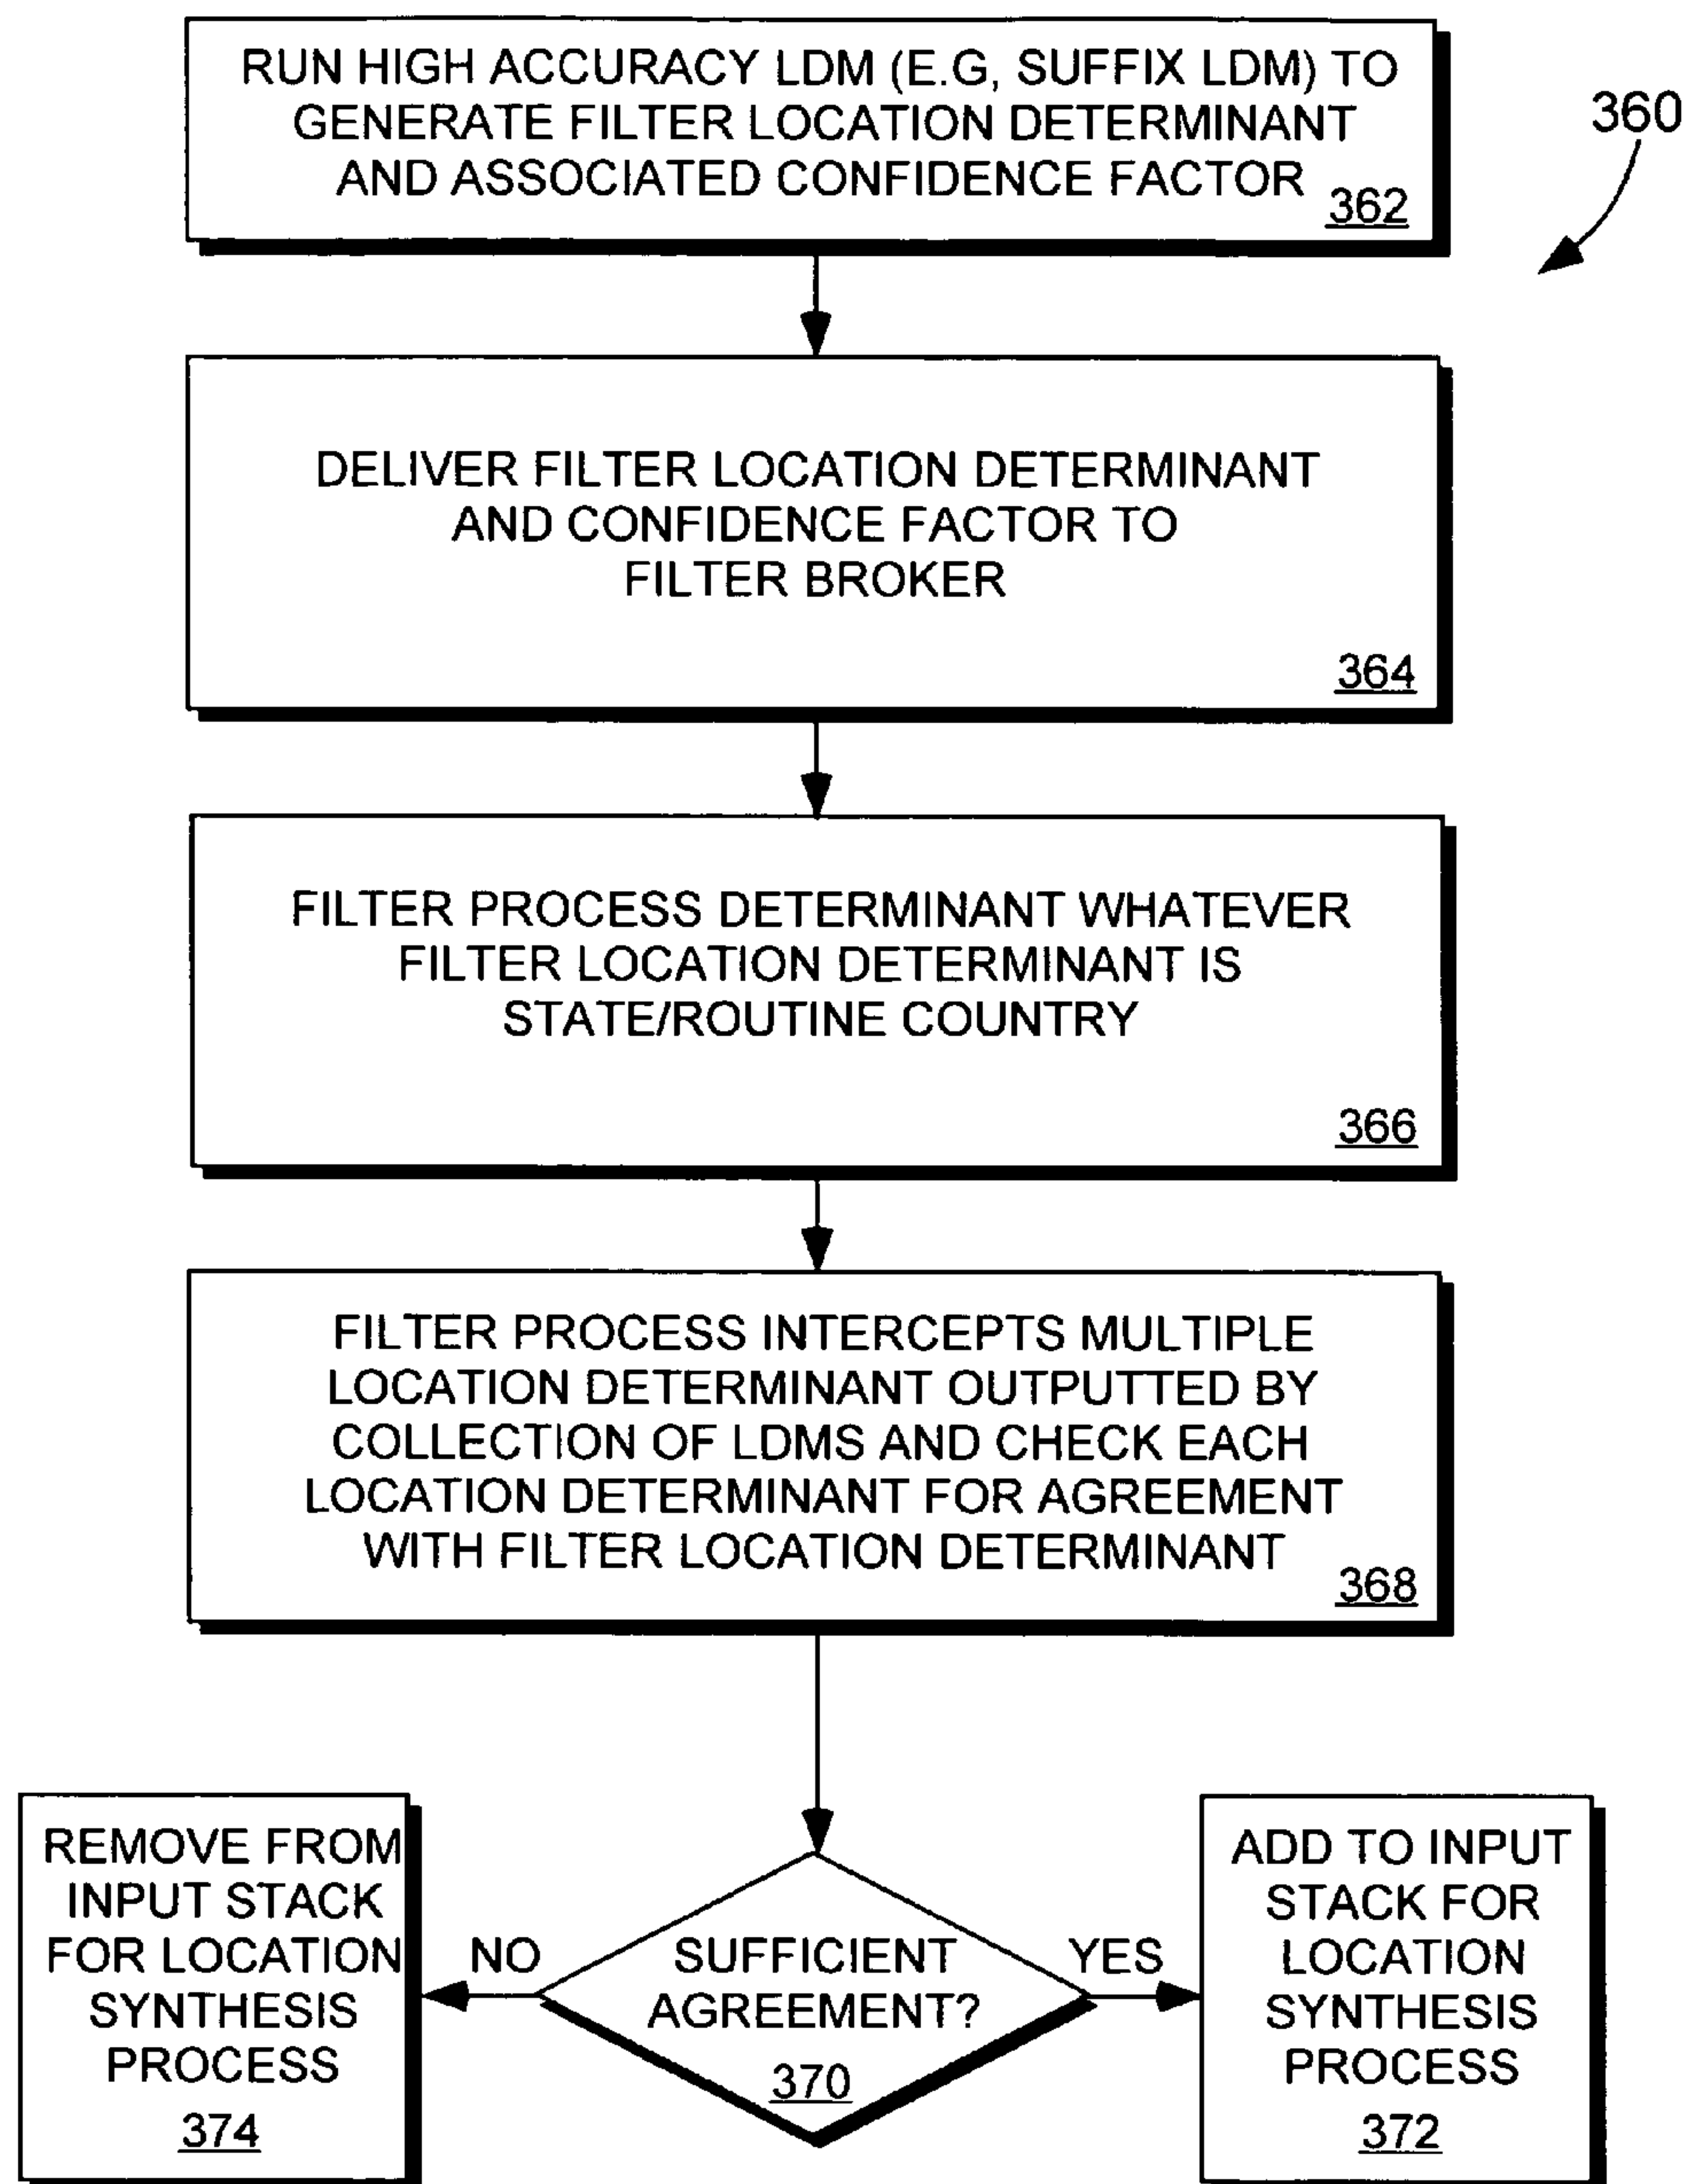 RUN HIGH ACCURACY LDM (E.G, SUFFIX LDM) TO
GENERATE FILTER LOCATION DETERMINANT
AND ASSOCIATED CONFIDENCE FACTOR
362
360
DELIVER FILTER LOCATION DETERMINANT
AND CONFIDENCE FACTOR TO
FILTER BROKER
364
FILTER PROCESS DETERMINANT WHATEVER
FILTER LOCATION DETERMINANT IS
STATE/ROUTINE COUNTRY
366
FILTER PROCESS INTERCEPTS MULTIPLE
LOCATION DETERMINANT OUTPUTTED BY
COLLECTION OF LDMS AND CHECK EACH
LOCATION DETERMINANT FOR AGREEMENT
WITH FILTER LOCATION DETERMINANT
368
REMOVE FROM
INPUT STACK
FOR LOCATION
SYNTHESIS
PROCESS
374
NO
SUFFICIENT
AGREEMENT?
370
YES
ADD TO INPUT
STACK FOR
LOCATION
SYNTHESIS
PROCESS
372